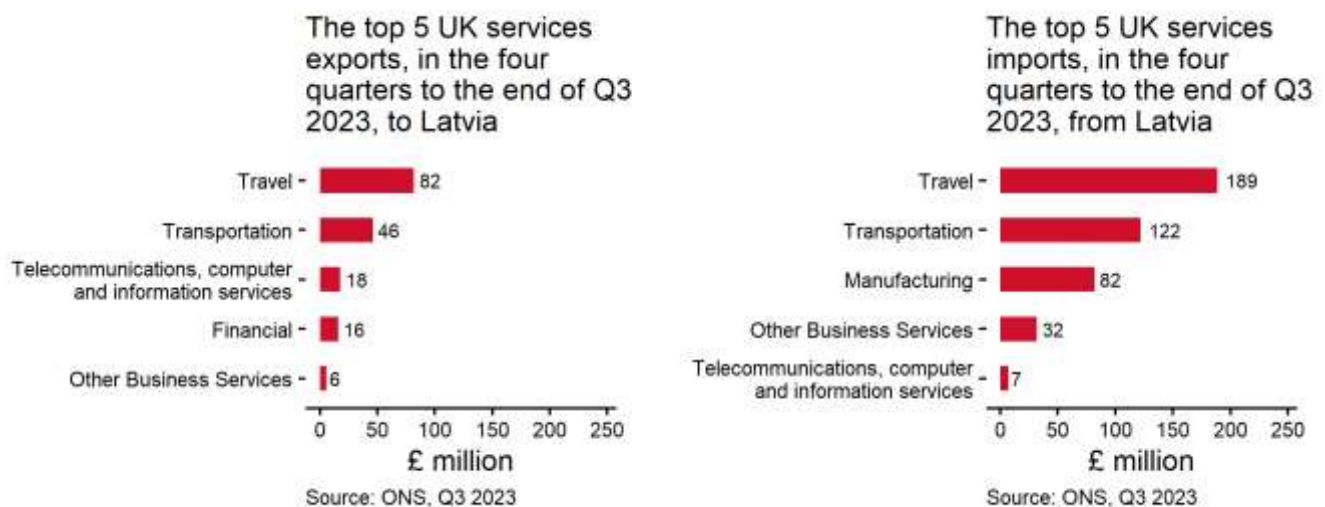 The top 5 UK services
exports, in the four
quarters to the end of Q3
2023, to Latvia
Travel
82
Transportation
46
Telecommunications, computer
and information services
18
Financial
16
Other Business Services
6
0 50 100 150 200 250
£ million
Source: ONS, Q3 2023
The top 5 UK services
imports, in the four
quarters to the end of Q3
2023, from Latvia
Travel
189
Transportation
122
Manufacturing
82
Other Business Services
32
Telecommunications, computer
and information services
7
0 50 100 150 200 250
£ million
Source: ONS, Q3 2023